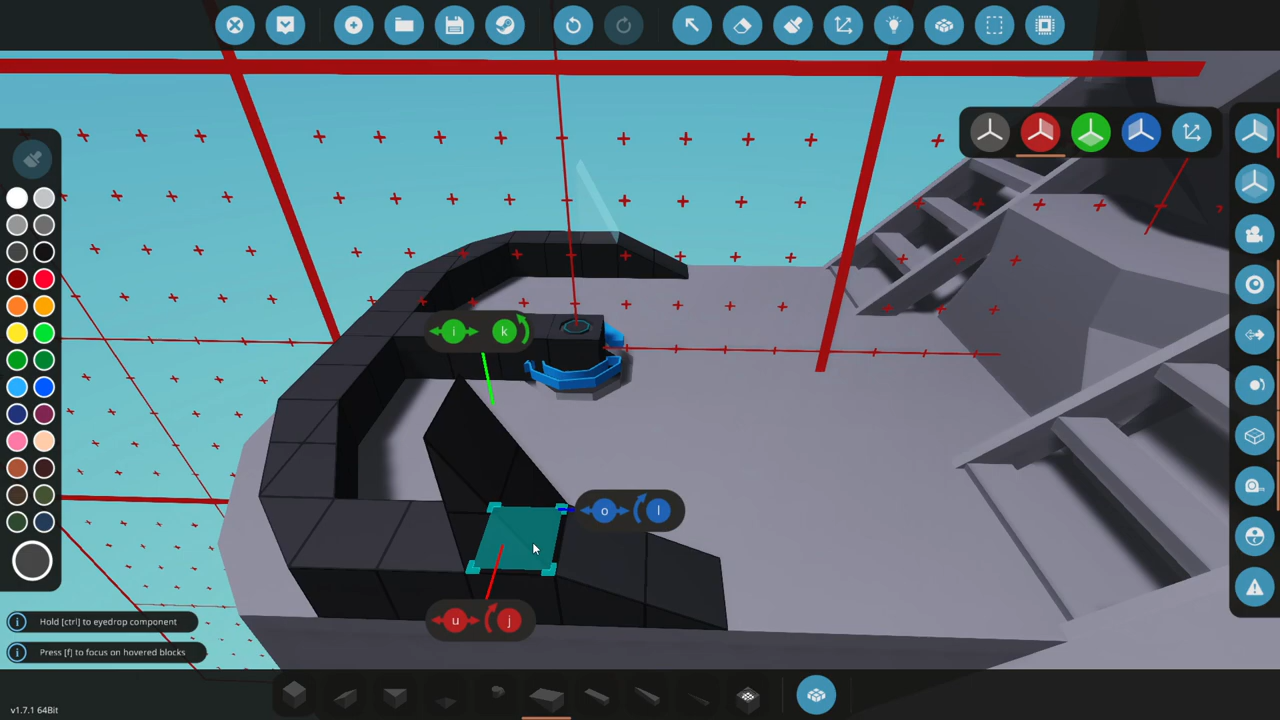 i k
o l
u j
Hold [ctrl] to eyedrop component
Press [f] to focus on hovered blocks
v1.7.1 64Bit